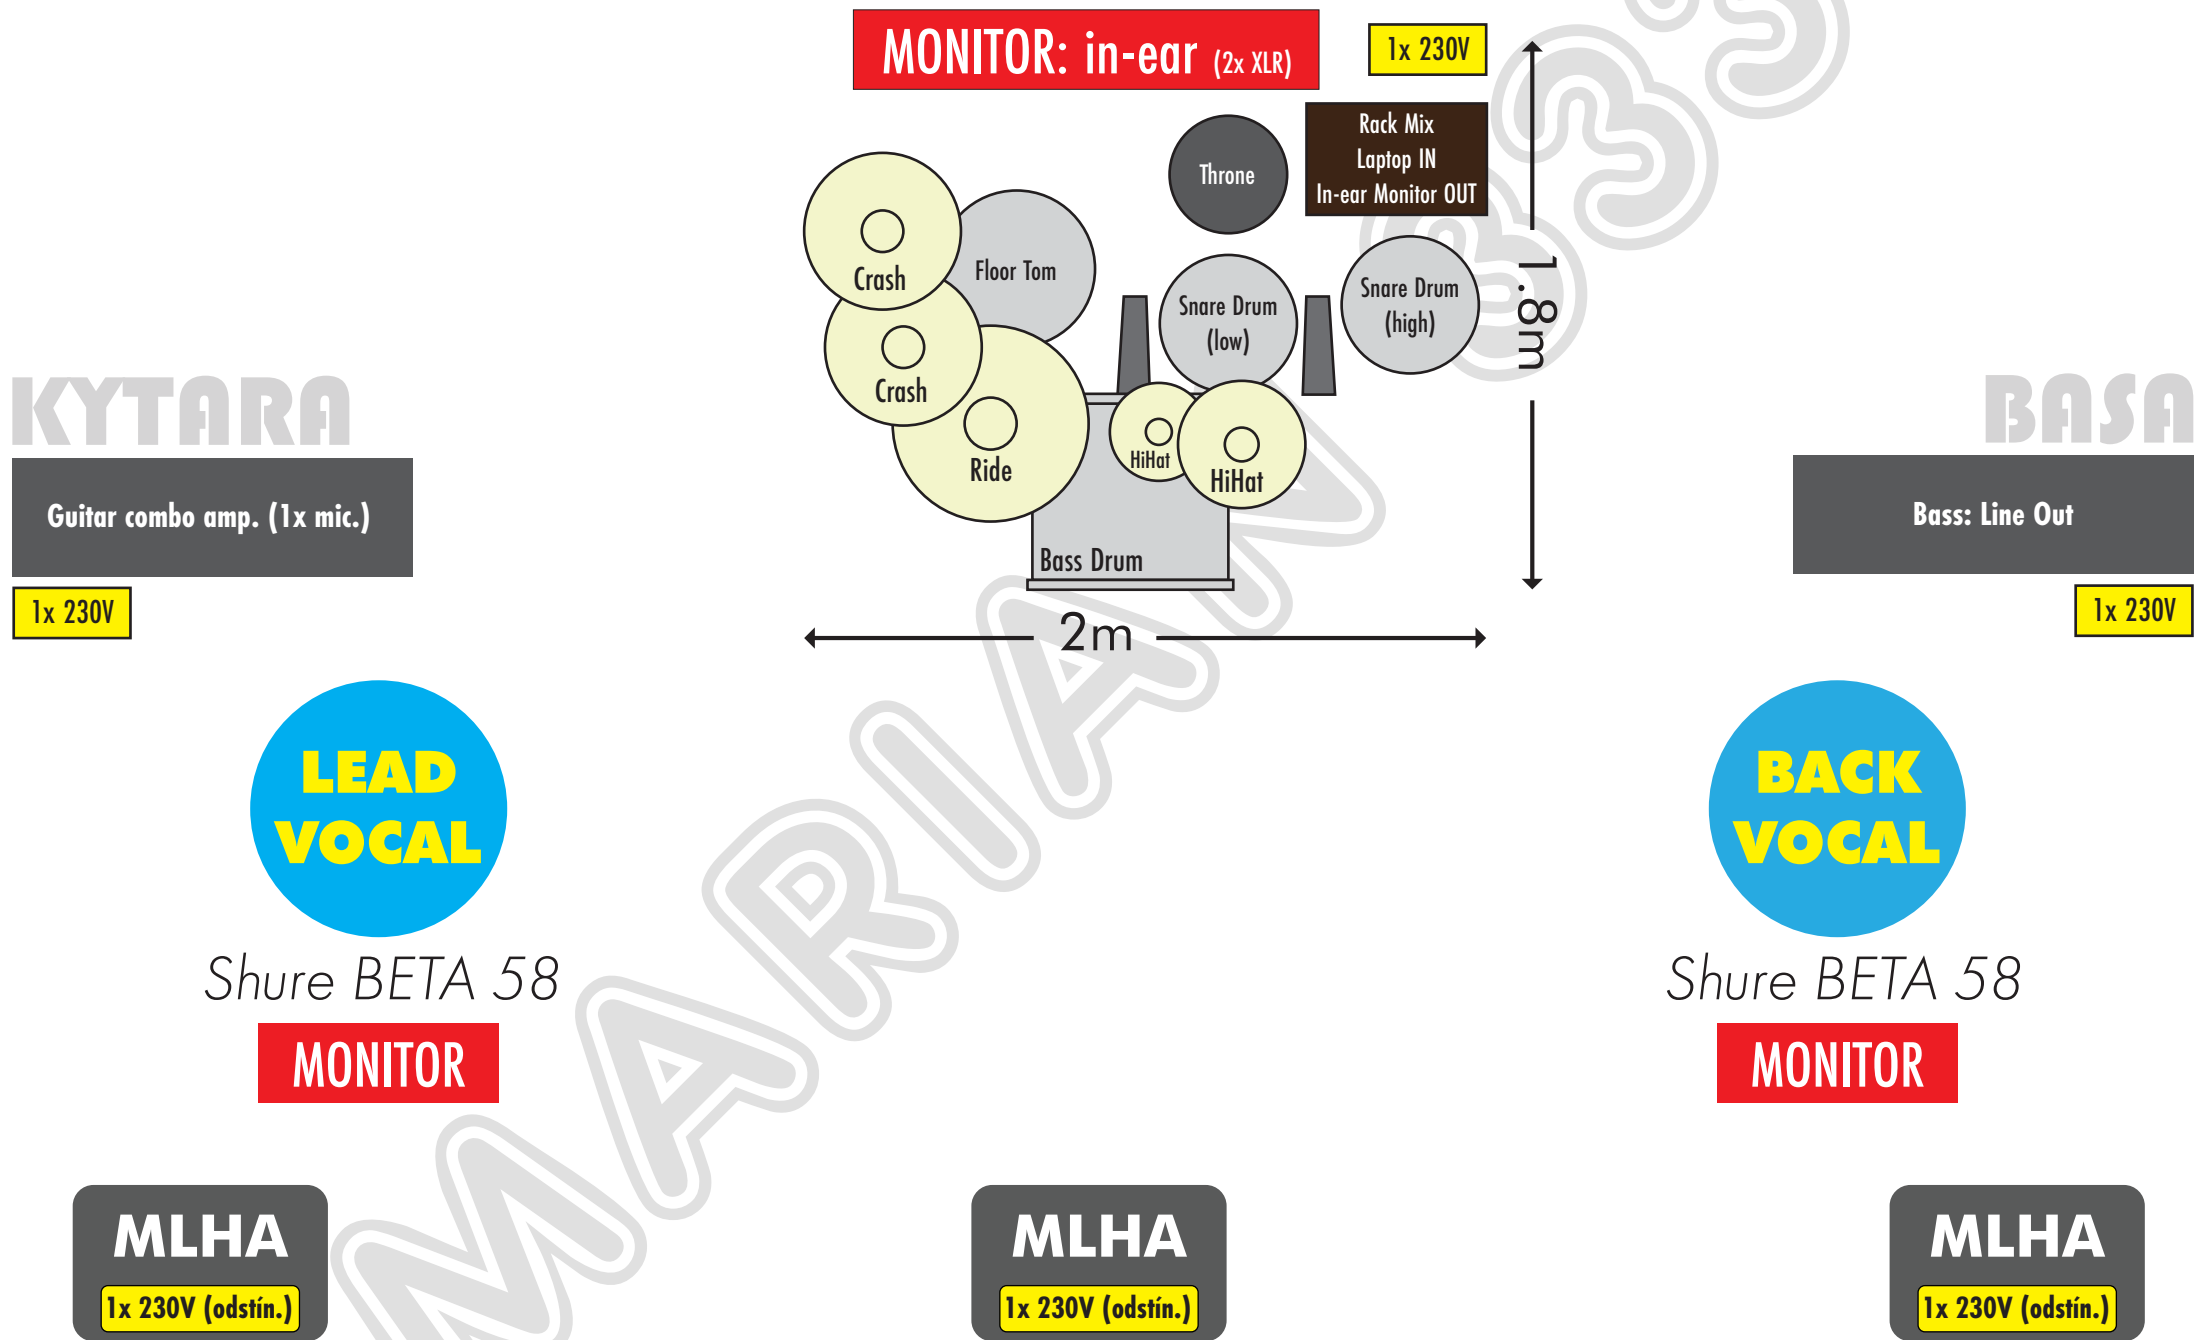 MONITOR: in-ear (2x XLR)
1x 230V
Rack Mix
Laptop IN
In-ear Monitor OUT
Throne
Crash
Floor Tom
Snare Drum
(low)
Snare Drum
(high)
1.8m
Crash
Ride
HiHat
HiHat
Bass Drum
2m
KYTARA
Guitar combo amp. (1x mic.)
1x 230V
BASA
Bass: Line Out
1x 230V
LEAD
VOCAL
Shure BETA 58
MONITOR
BACK
VOCAL
Shure BETA 58
MONITOR
MLHA
1x 230V (odstín.)
MLHA
1x 230V (odstín.)
MLHA
1x 230V (odstín.)
MARIAN